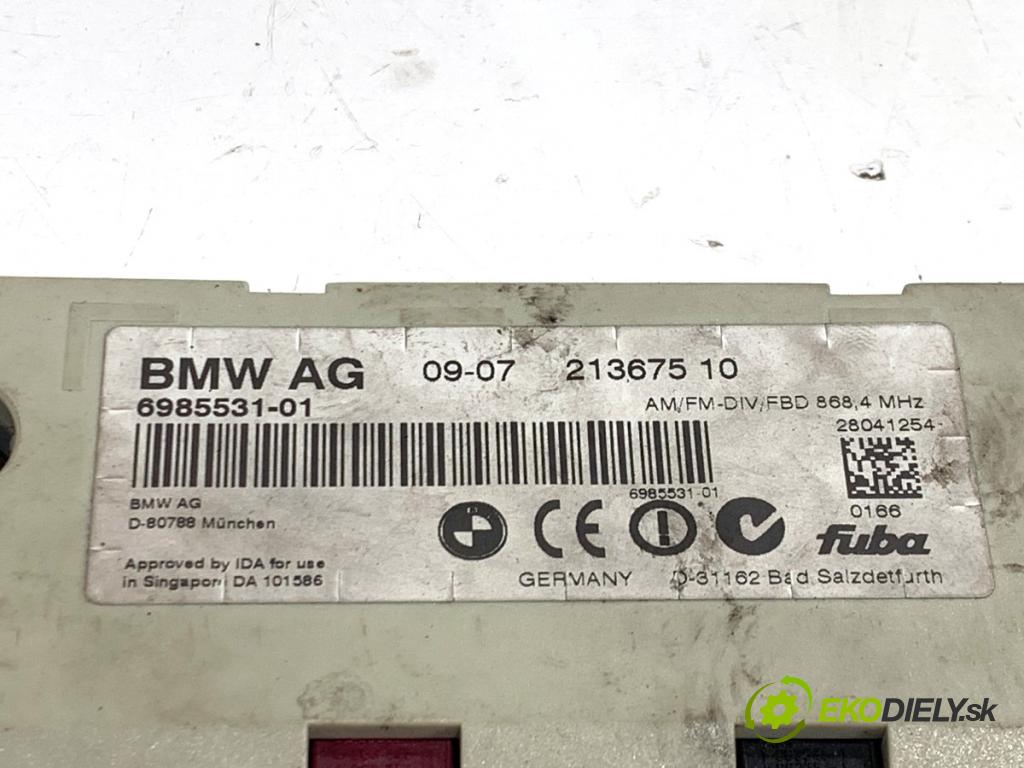 BMW AG 09-07 213675 10
6985531-01 AM/FM-DIV/FBD 868,4 MHz
28041254-
6985531-01
BMW AG 0166
D-80788 München
CE fuba
Approved by IDA for use
in Singapore DA 101586 GERMANY D-31162 Bad Salzdetfurth
EKODIELY.sk